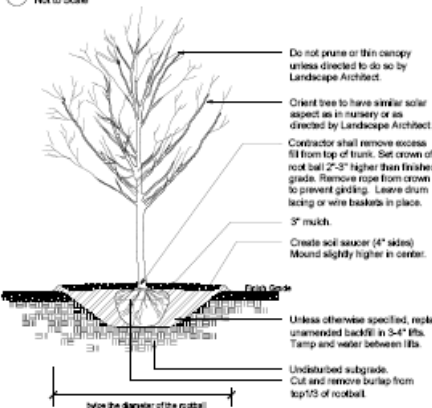 Not to Scale
Do not prune or thin canopy
unless directed to do so by
Landscape Architect.
Orient tree to have similar solar
aspect as in nursery or as
directed by Landscape Architect
Contractor shall remove excess
fill from top of trunk. Set crown of
root ball 2"-3" higher than finished
grade. Remove rope from crown
to prevent girdling. Leave drum
lacing or wire baskets in place.
3" mulch.
Create soil saucer (4" sides)
Mound slightly higher in center.
Finish Grade
Unless otherwise specified, repla
unamended backfill in 3-4" lifts.
Tamp and water between lifts.
Undisturbed subgrade.
Cut and remove burlap from
top1/3 of rootball.
twice the diameter of the rootball